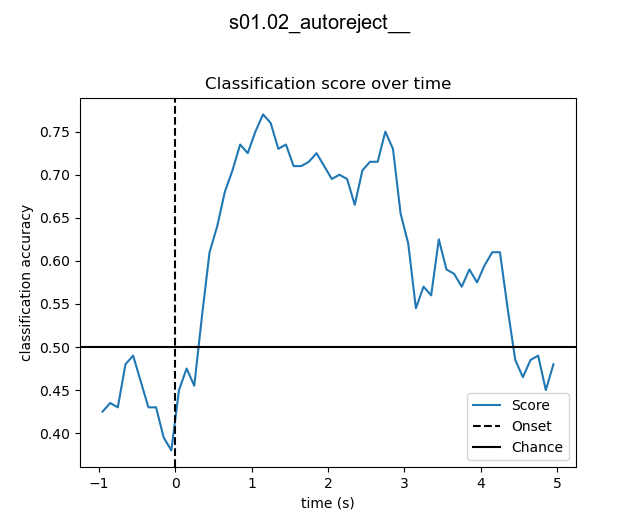 s01.02_autoreject__
Classification score over time
classification accuracy
0.75
0.70
0.65
0.60
0.55
0.50
0.45
0.40
Score
Onset
Chance
−1
0
1
2
3
4
5
time (s)